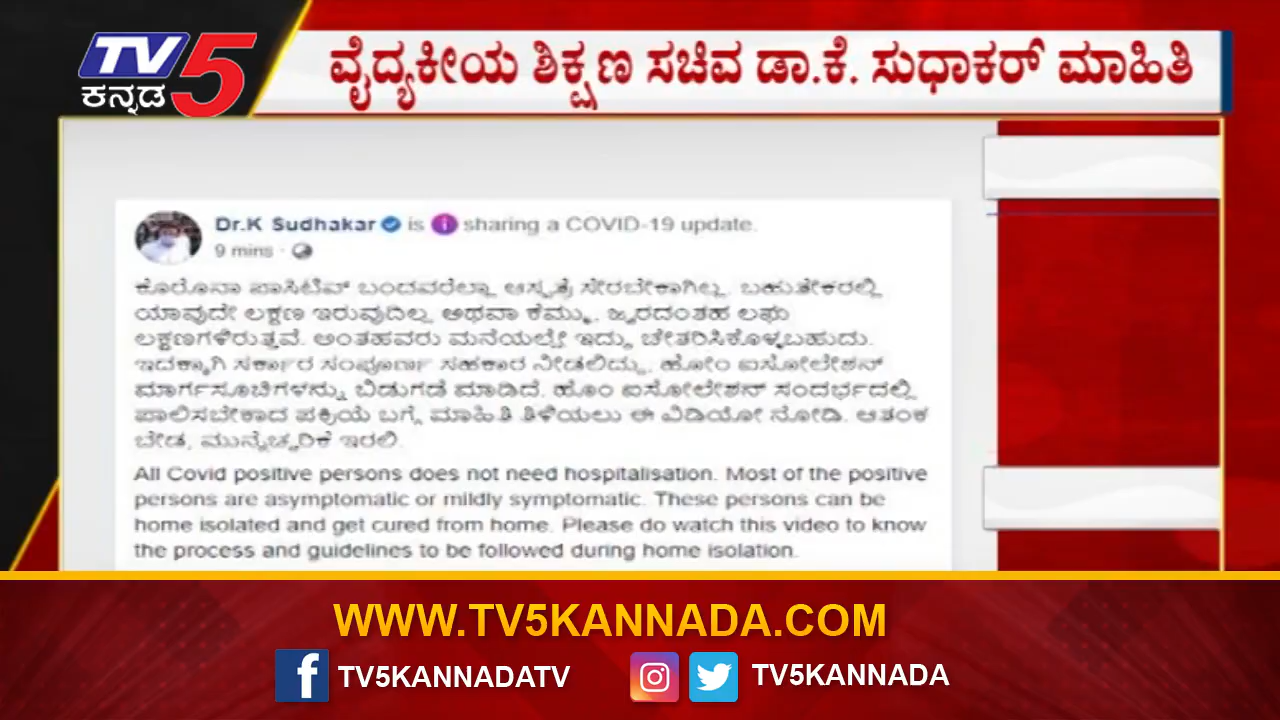 TV5
ಕನ್ನಡ
ವೈದ್ಯಕೀಯ ಶಿಕ್ಷಣ ಸಚಿವ ಡಾ.ಕೆ. ಸುಧಾಕರ್ ಮಾಹಿತಿ
Dr.K Sudhakar is sharing a COVID-19 update.
9 mins ·
ಕೊರೊನಾ ಪಾಸಿಟಿವ್ ಬಂದವರೆಲ್ಲಾ ಆಸ್ಪತ್ರೆ ಸೇರಬೇಕಾಗಿಲ್ಲ. ಬಹುತೇಕರಲ್ಲಿ
ಯಾವುದೇ ಲಕ್ಷಣ ಇರುವುದಿಲ್ಲ ಅಥವಾ ಕೆಮ್ಮು, ಜ್ವರದಂತಹ ಲಘು
ಲಕ್ಷಣಗಳಿರುತ್ತವೆ. ಅಂತಹವರು ಮನೆಯಲ್ಲೇ ಇದ್ದು ಚೇತರಿಸಿಕೊಳ್ಳಬಹುದು.
ಇದಕ್ಕಾಗಿ ಸರ್ಕಾರ ಸಂಪೂರ್ಣ ಸಹಕಾರ ನೀಡಲಿದ್ದು, ಹೋಂ ಐಸೋಲೇಶನ್
ಮಾರ್ಗಸೂಚಿಗಳನ್ನು ಬಿಡುಗಡೆ ಮಾಡಿದೆ. ಹೊಂ ಐಸೋಲೇಶನ್ ಸಂದರ್ಭದಲ್ಲಿ
ಪಾಲಿಸಬೇಕಾದ ಪಕ್ರಿಯೆ ಬಗ್ಗೆ ಮಾಹಿತಿ ತಿಳಿಯಲು ಈ ವಿಡಿಯೋ ನೋಡಿ. ಆತಂಕ
ಬೇಡ, ಮುನ್ನೆಚ್ಚರಿಕೆ ಇರಲಿ.
All Covid positive persons does not need hospitalisation. Most of the positive
persons are asymptomatic or mildly symptomatic. These persons can be
home isolated and get cured from home. Please do watch this video to know
the process and guidelines to be followed during home isolation.
WWW.TV5KANNADA.COM
TV5KANNADATV
TV5KANNADA